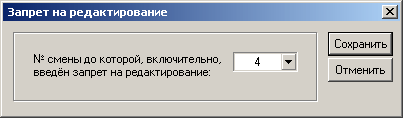 Запрет на редактирование
№ смены до которой, включительно,
введён запрет на редактирование:
4
Сохранить
Отменить